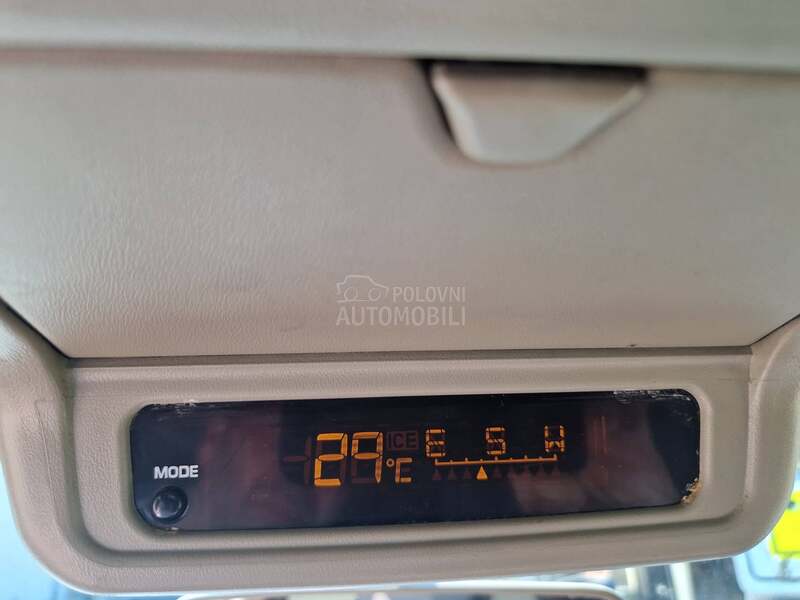 POLOVNI
AUTOMOBILI
ICE
29°C E S W
MODE